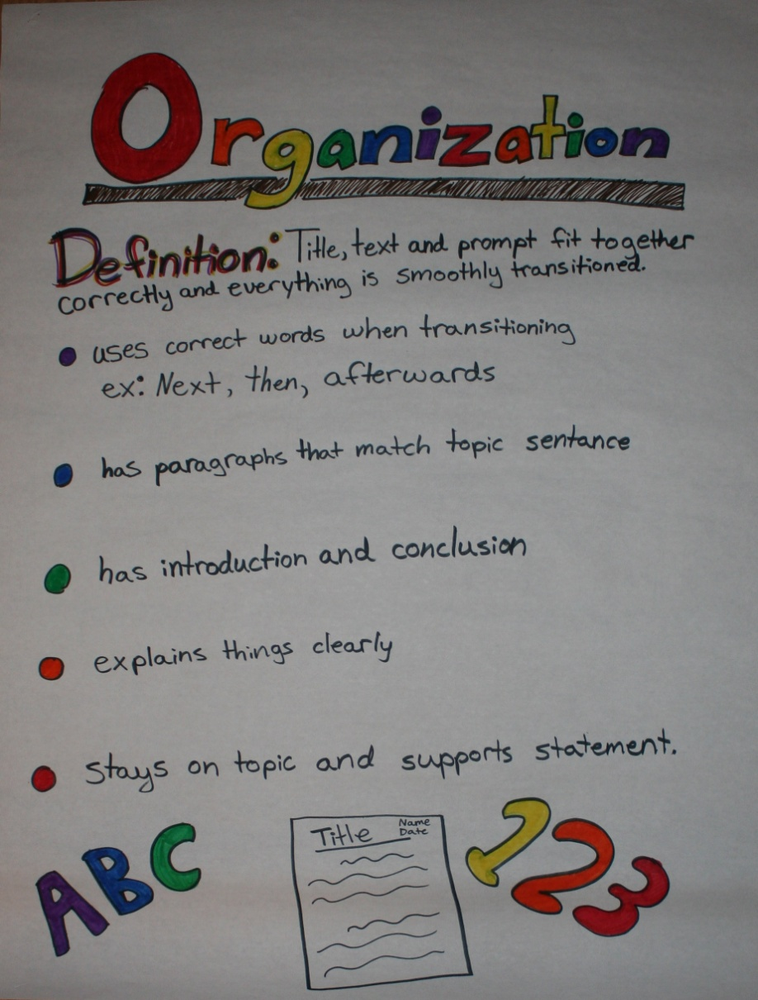 Organization
Definition: Title, text and prompt fit together
correctly and everything is smoothly transitioned.
uses correct words when transitioning
ex: Next, then, afterwards
has paragraphs that match topic sentance
has introduction and conclusion
explains things clearly
stays on topic and supports statement.
ABC
Title Name
Date
123